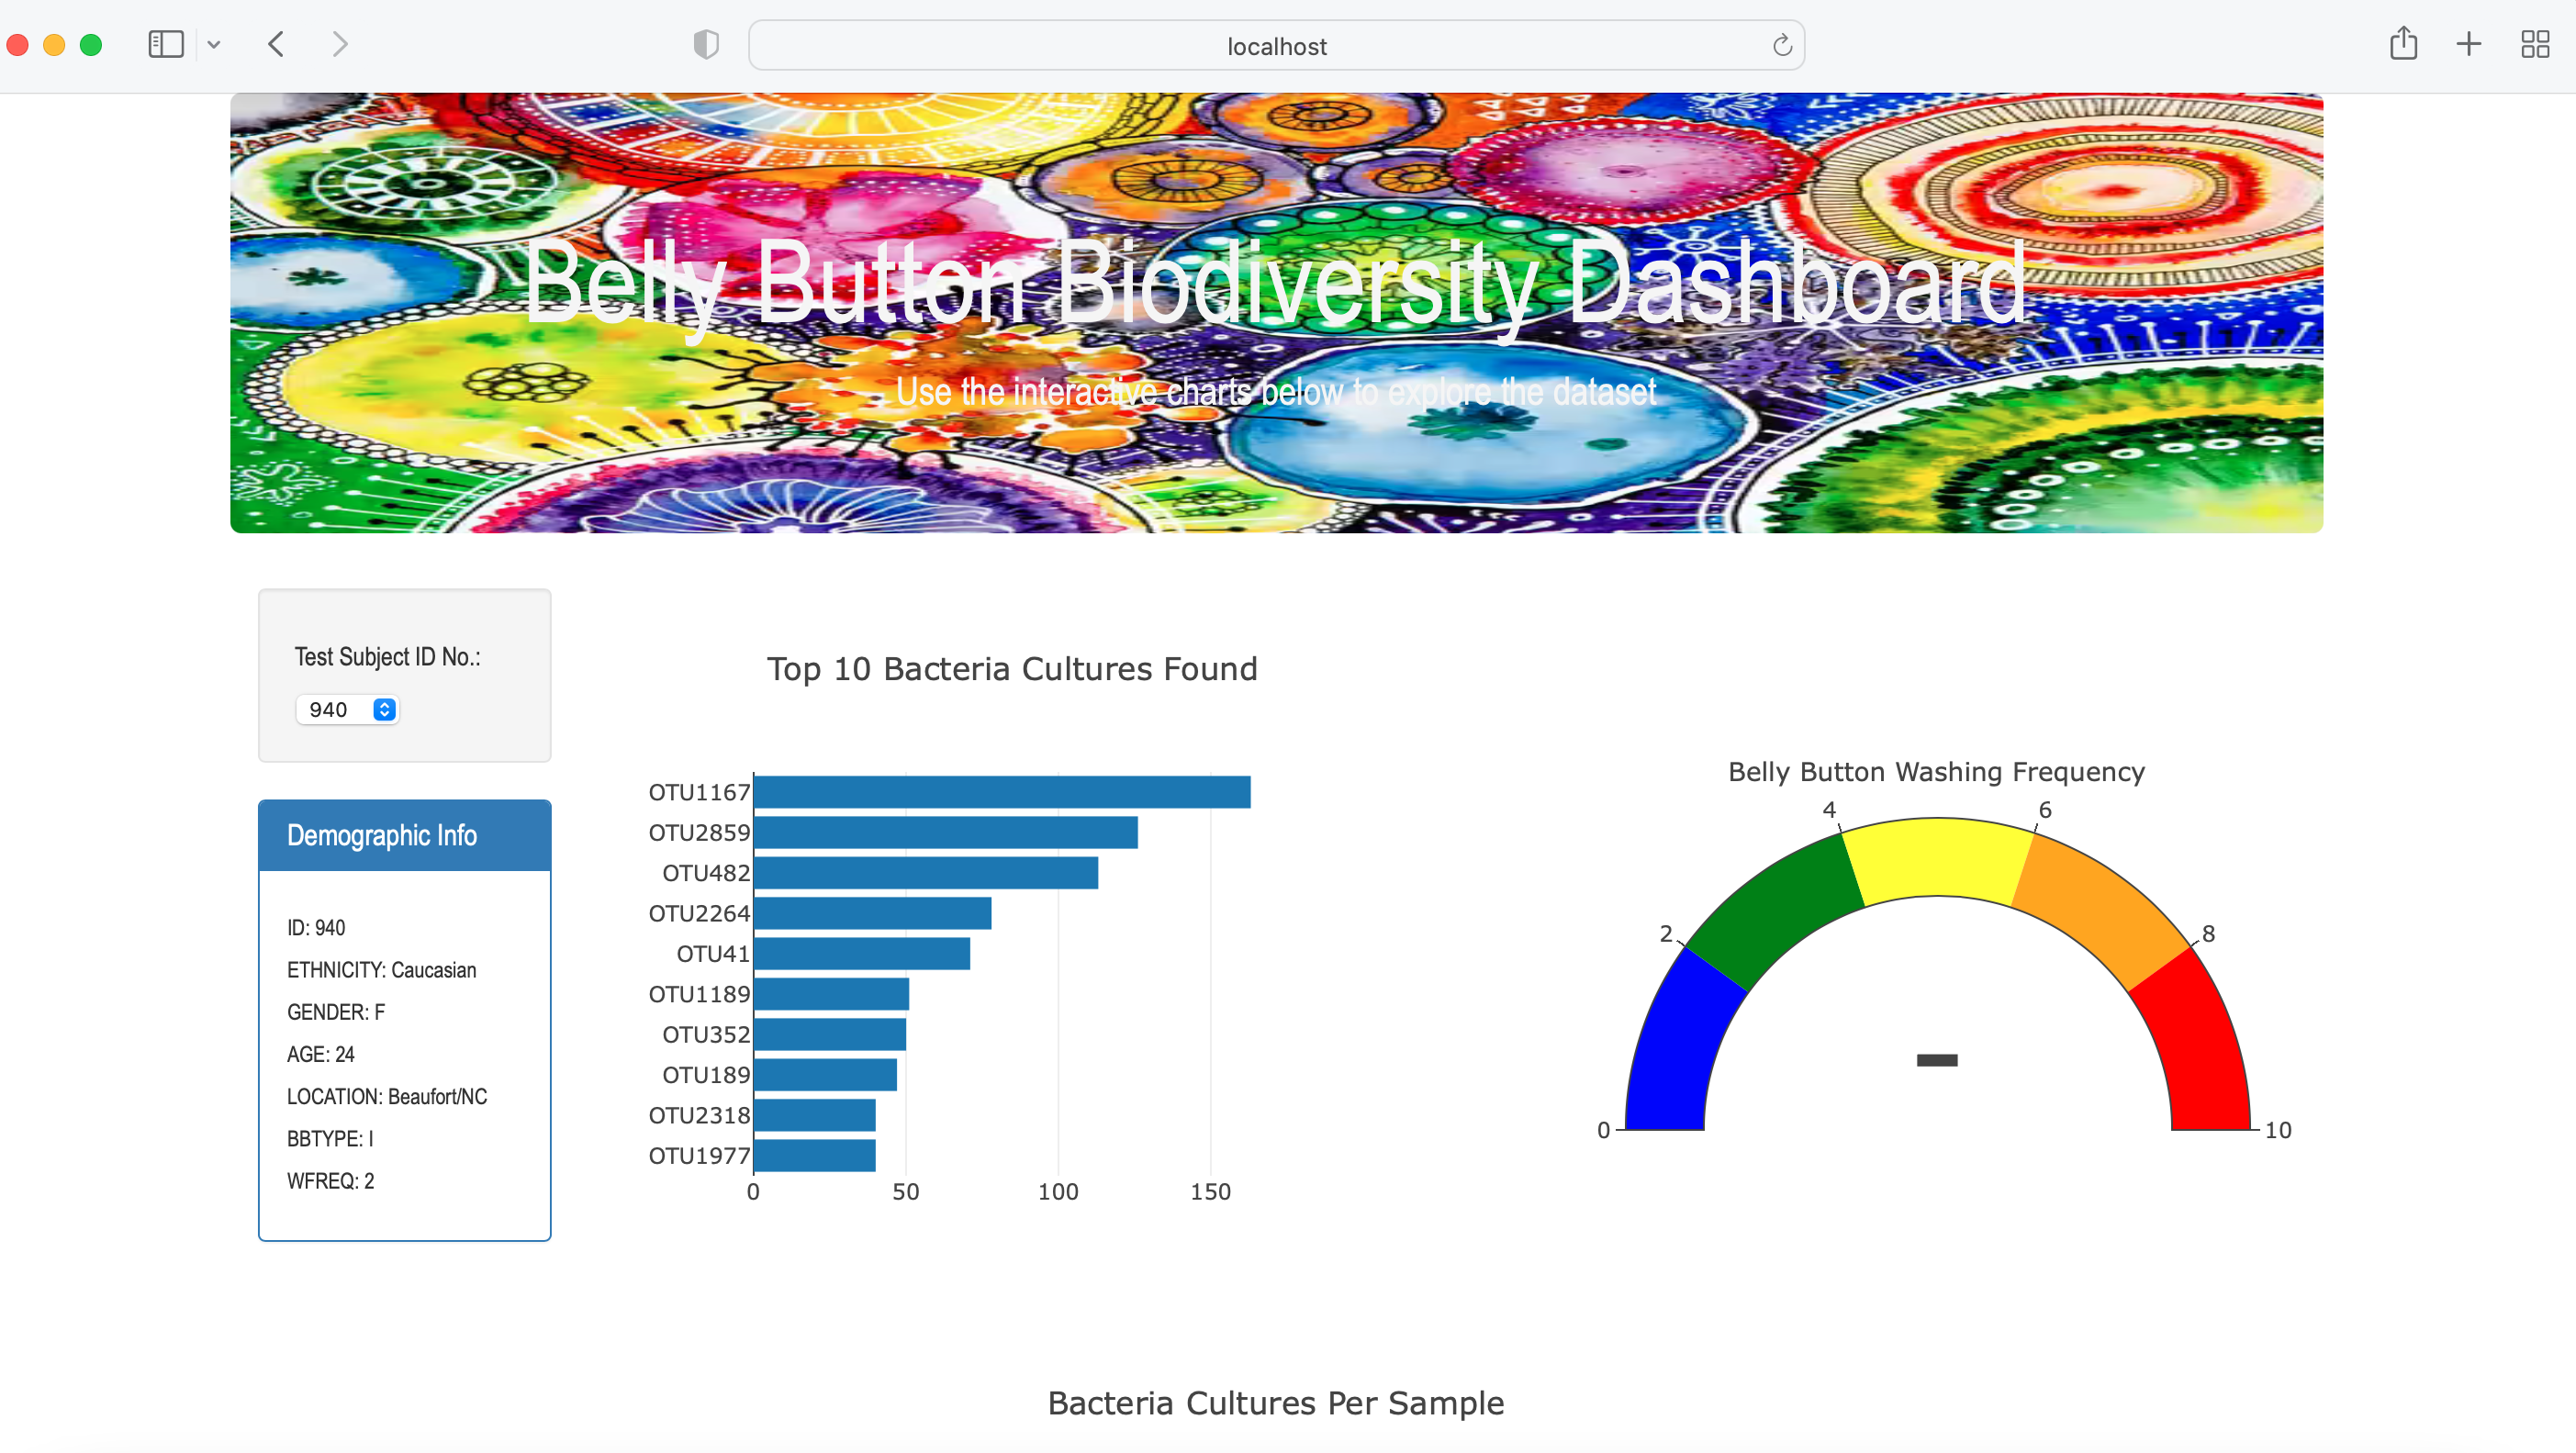 localhost
Belly Button Biodiversity Dashboard
Use the interactive charts below to explore the dataset
Test Subject ID No.:
940
Demographic Info
ID: 940
ETHNICITY: Caucasian
GENDER: F
AGE: 24
LOCATION: Beaufort/NC
BBTYPE: I
WFREQ: 2
Top 10 Bacteria Cultures Found
OTU1167
OTU2859
OTU482
OTU2264
OTU41
OTU1189
OTU352
OTU189
OTU2318
OTU1977
0 50 100 150
Belly Button Washing Frequency
4 6
2 8
-
0 10
Bacteria Cultures Per Sample